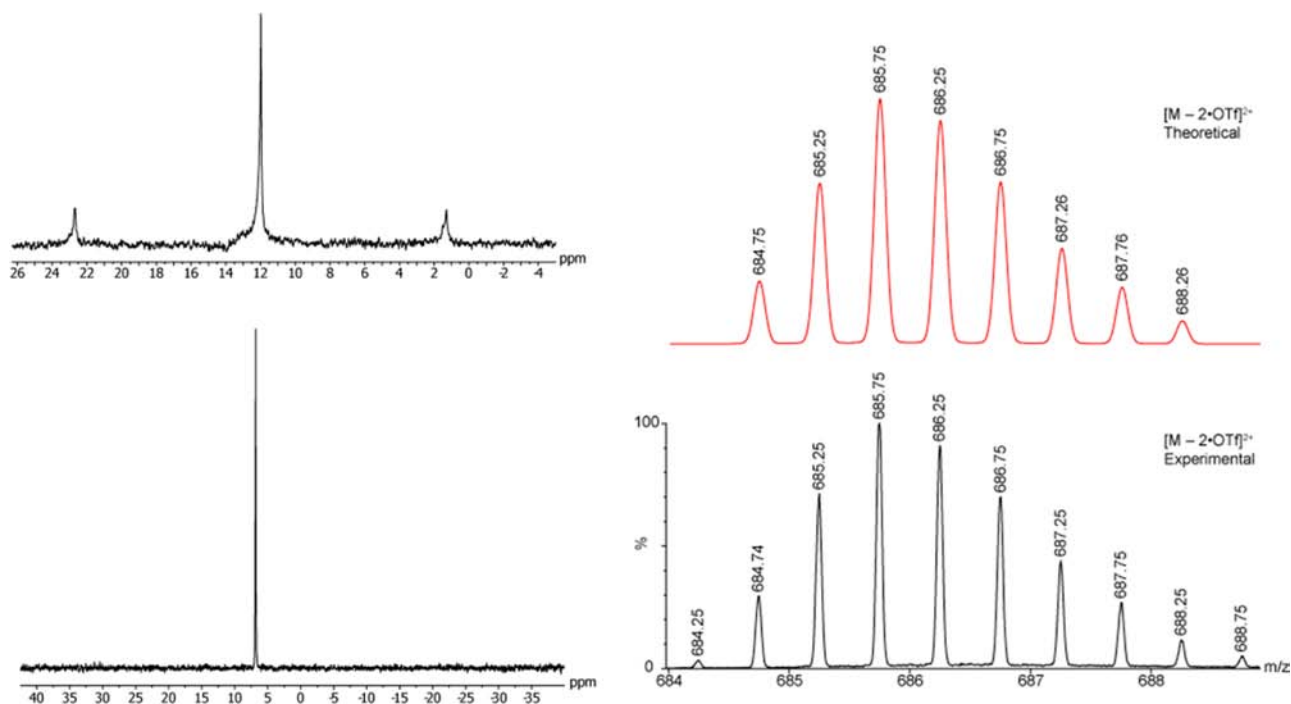 26 24 22 20 18 16 14 12 10 8 6 4 2 0 -2 -4 ppm
40 35 30 25 20 15 10 5 0 -5 -10 -15 -20 -25 -30 -35 ppm
684.75 685.25 685.75 686.25 686.75 687.26 687.76 688.26
[M – 2•OTf]²⁺
Theoretical
100
%
0
684.25 684.74 685.25 685.75 686.25 686.75 687.25 687.75 688.25 688.75
[M – 2•OTf]²⁺
Experimental
684 685 686 687 688 m/z